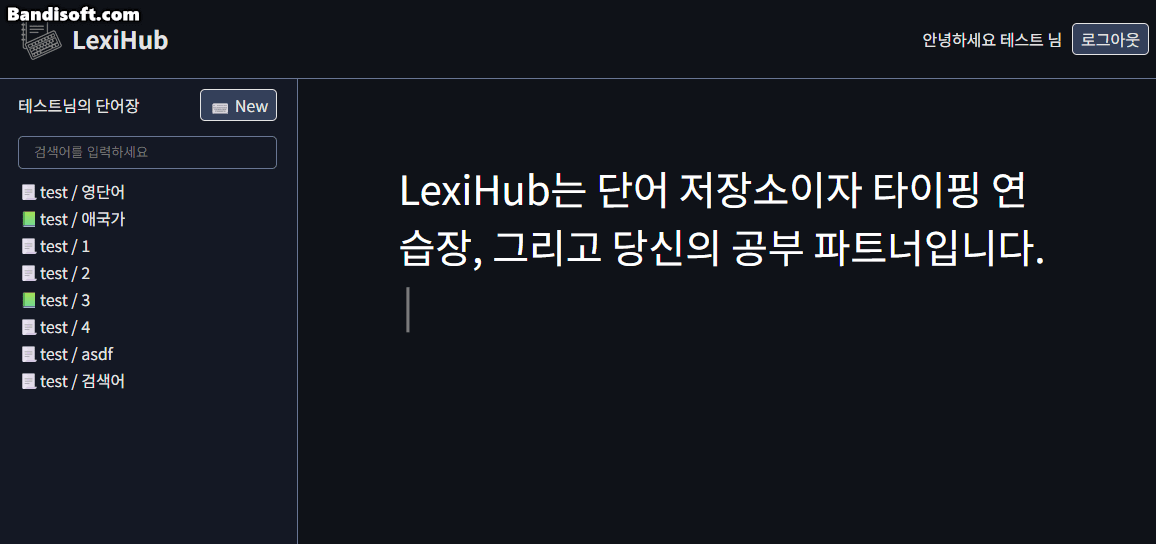 Bandisoft.com
LexiHub
안녕하세요 테스트 님
로그아웃
테스트님의 단어장
New
검색어를 입력하세요
test / 영단어
test / 애국가
test / 1
test / 2
test / 3
test / 4
test / asdf
test / 검색어
LexiHub는 단어 저장소이자 타이핑 연
습장, 그리고 당신의 공부 파트너입니다.